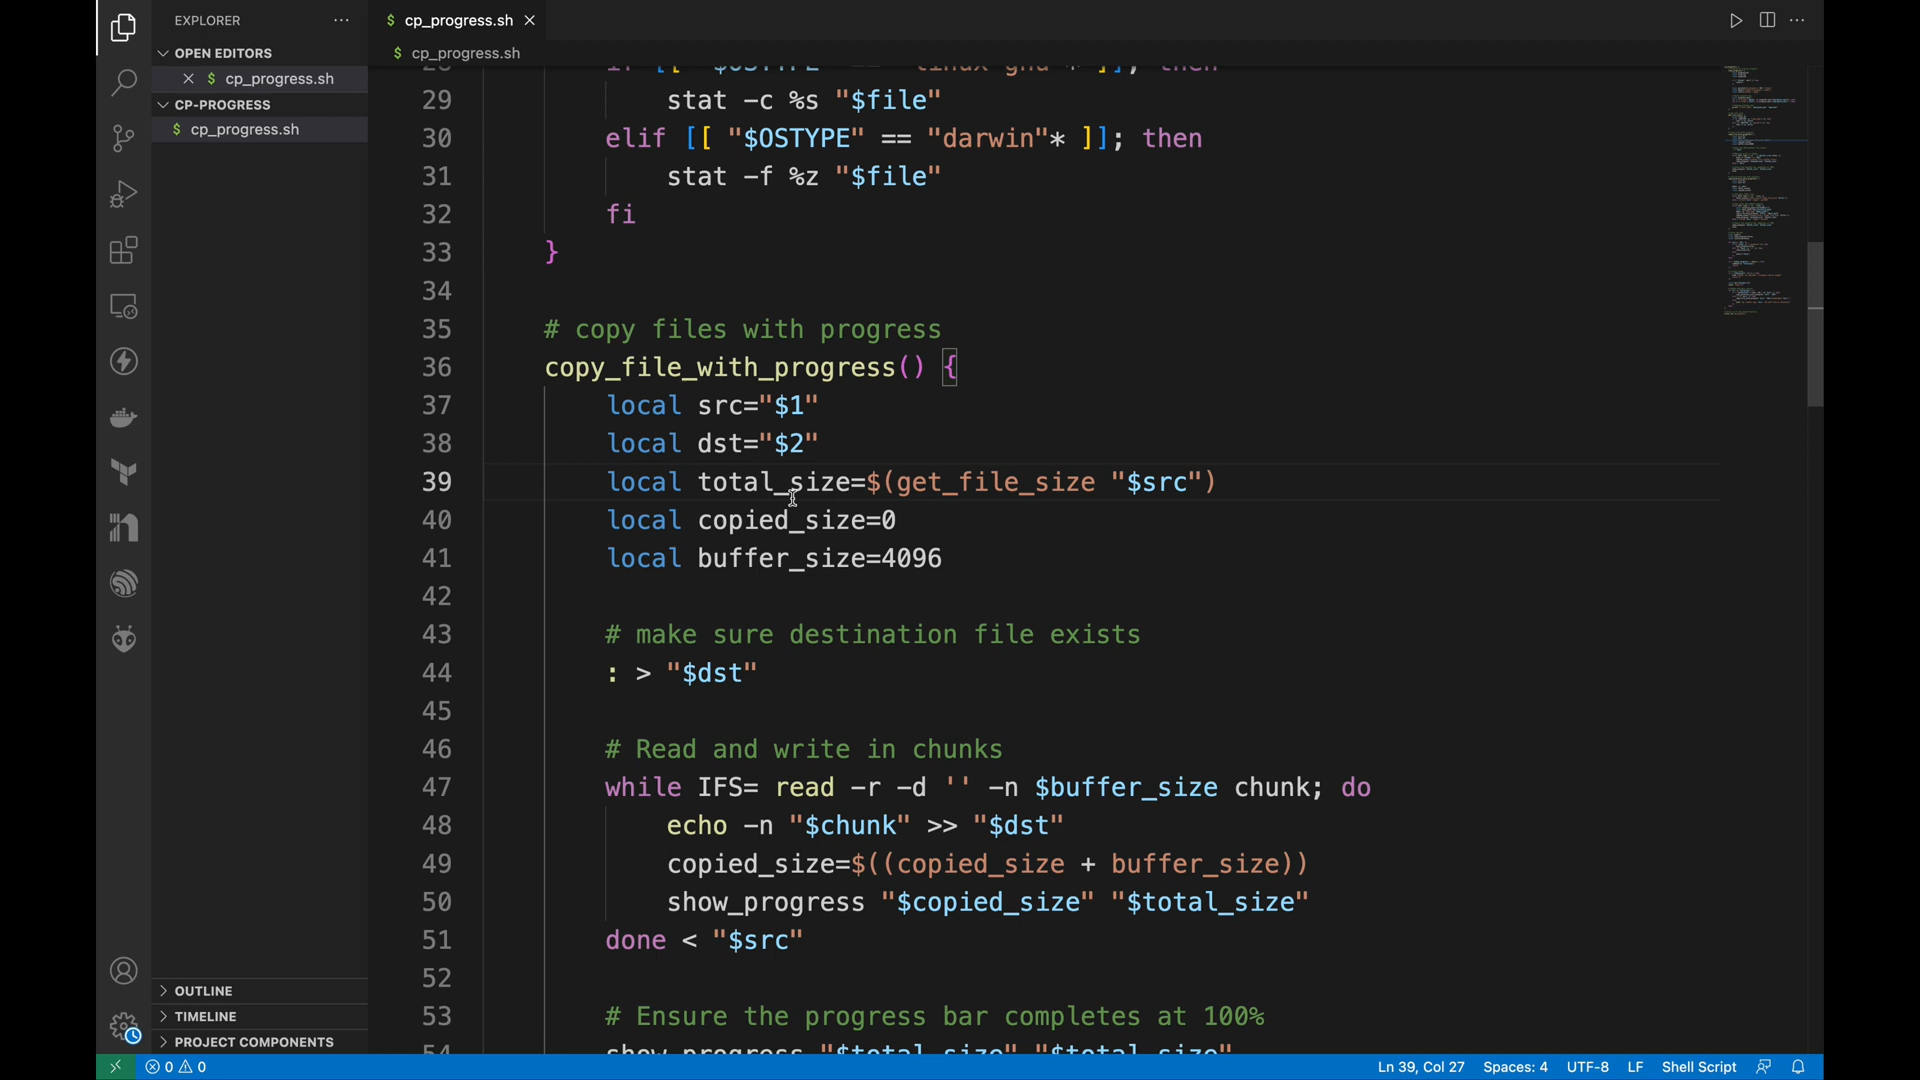 EXPLORER
OPEN EDITORS
$ cp_progress.sh
CP-PROGRESS
$ cp_progress.sh
OUTLINE
TIMELINE
PROJECT COMPONENTS
$ cp_progress.sh
$ cp_progress.sh
28 if [[ "$OSTYPE" == "linux-gnu"* ]]; then
29 stat -c %s "$file"
30 elif [[ "$OSTYPE" == "darwin"* ]]; then
31 stat -f %z "$file"
32 fi
33 }
34
35 # copy files with progress
36 copy_file_with_progress() {
37 local src="$1"
38 local dst="$2"
39 local total_size=$(get_file_size "$src")
40 local copied_size=0
41 local buffer_size=4096
42
43 # make sure destination file exists
44 : > "$dst"
45
46 # Read and write in chunks
47 while IFS= read -r -d '' -n $buffer_size chunk; do
48 echo -n "$chunk" >> "$dst"
49 copied_size=$((copied_size + buffer_size))
50 show_progress "$copied_size" "$total_size"
51 done < "$src"
52
53 # Ensure the progress bar completes at 100%
54 show_progress "$total_size" "$total_size"
0 0
Ln 39, Col 27 Spaces: 4 UTF-8 LF Shell Script